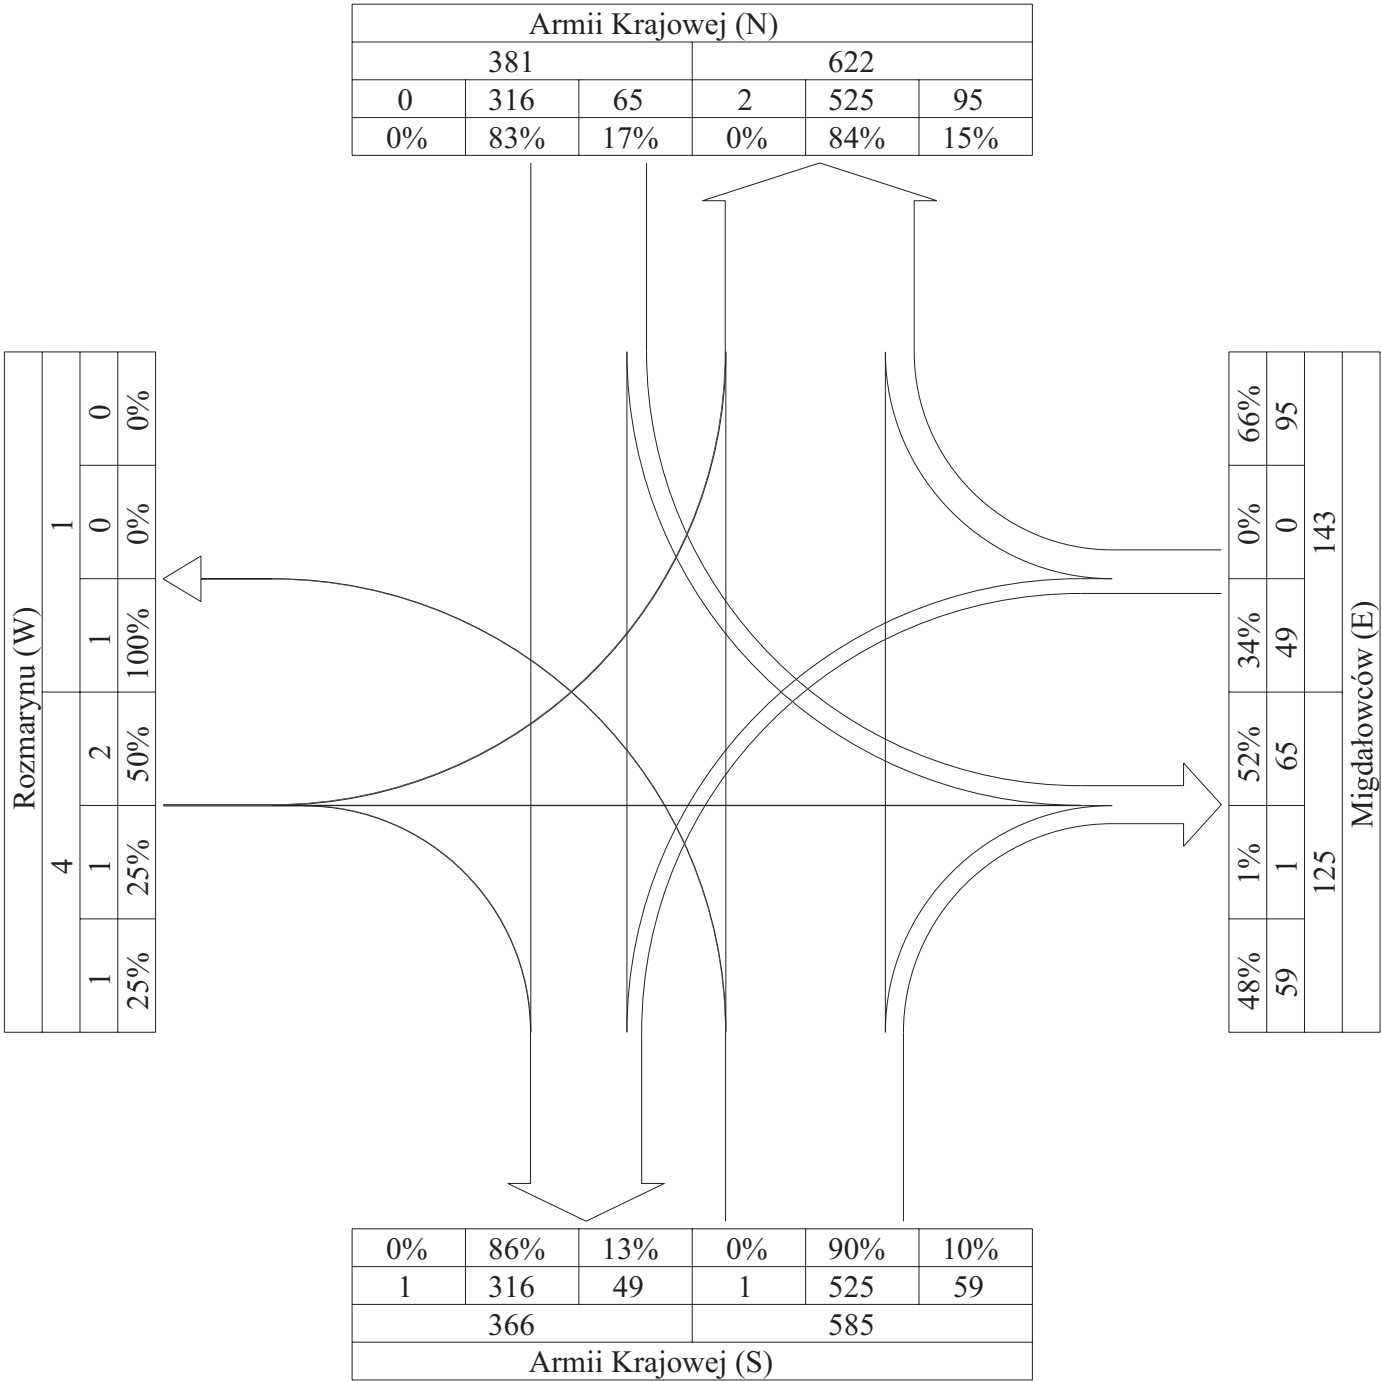 Armii Krajowej (N)
381 622
0 316 65 2 525 95
0% 83% 17% 0% 84% 15%
Rozmarynu (W)
4 1
1 1 2 1 0 0
25% 25% 50% 100% 0% 0%
66% 0% 34% 52% 1% 48%
95 0 49 65 1 59
143 125
Migdałowców (E)
0% 86% 13% 0% 90% 10%
1 316 49 1 525 59
366 585
Armii Krajowej (S)